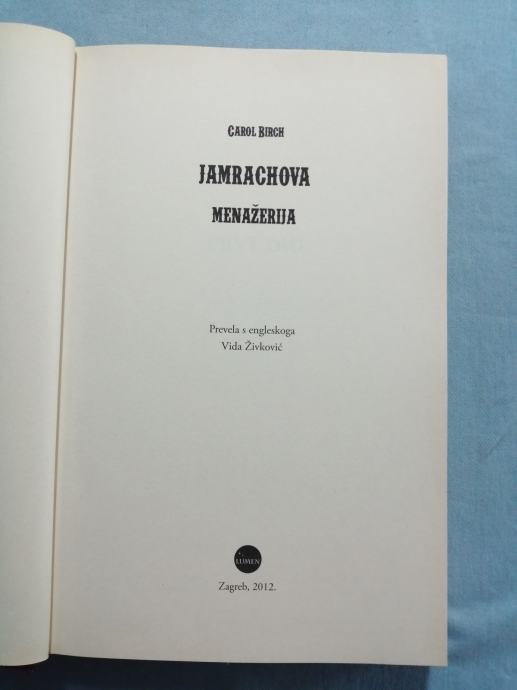 CAROL BIRCH
JAMRACHOVA
MENAŽERIJA
Prevela s engleskoga
Vida Živković
LUMEN
Zagreb, 2012.